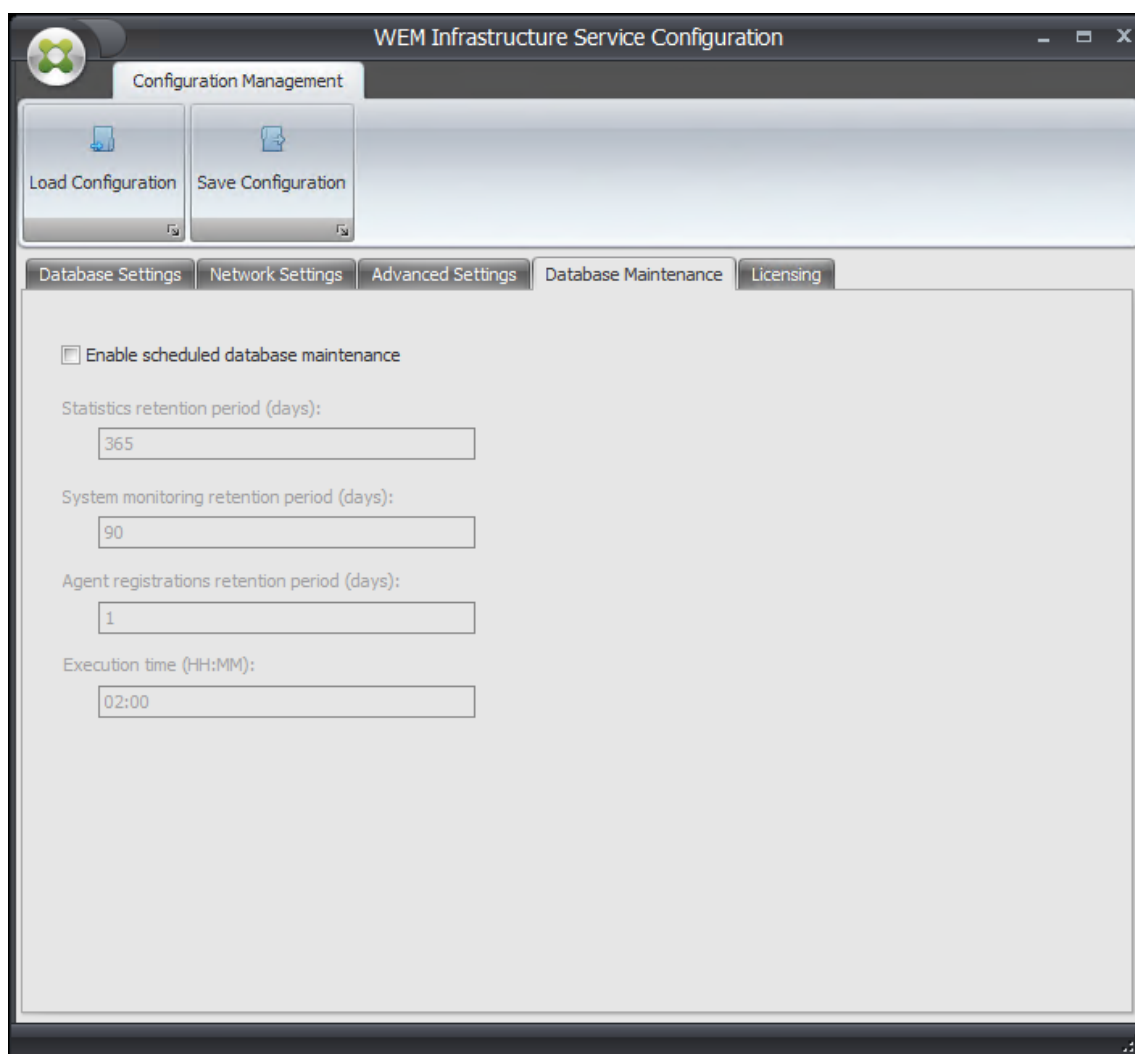 WEM Infrastructure Service Configuration
Configuration Management
Load Configuration
Save Configuration
Database Settings
Network Settings
Advanced Settings
Database Maintenance
Licensing
Enable scheduled database maintenance
Statistics retention period (days):
365
System monitoring retention period (days):
90
Agent registrations retention period (days):
1
Execution time (HH:MM):
02:00